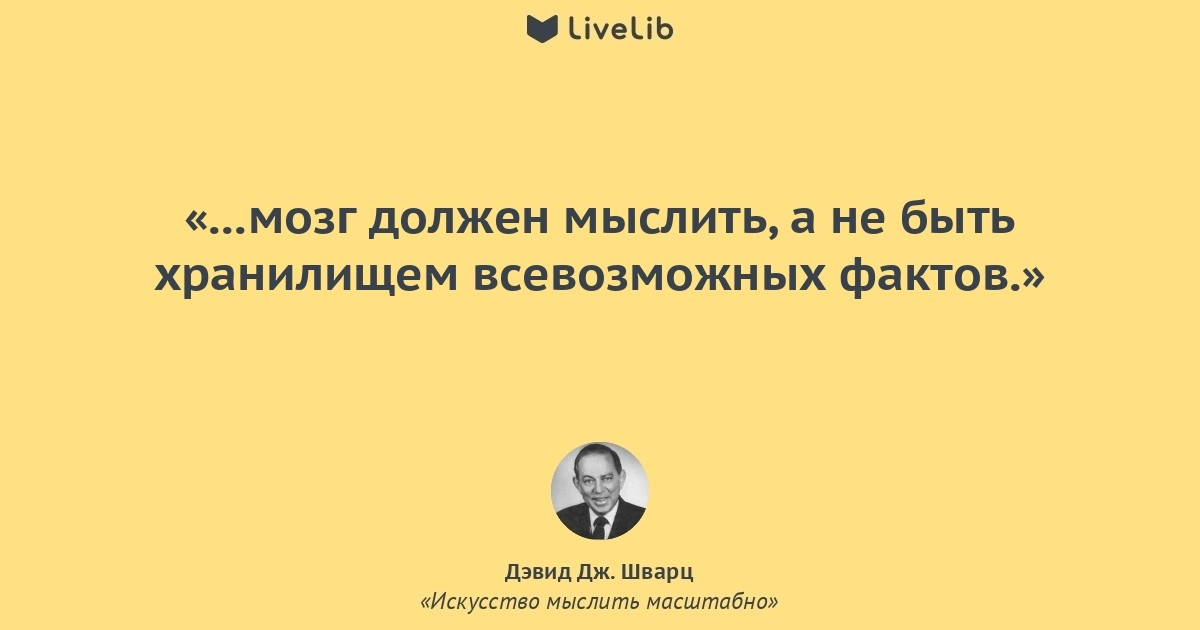 LiveLib
«...мозг должен мыслить, а не быть
хранилищем всевозможных фактов.»
Дэвид Дж. Шварц
«Искусство мыслить масштабно»